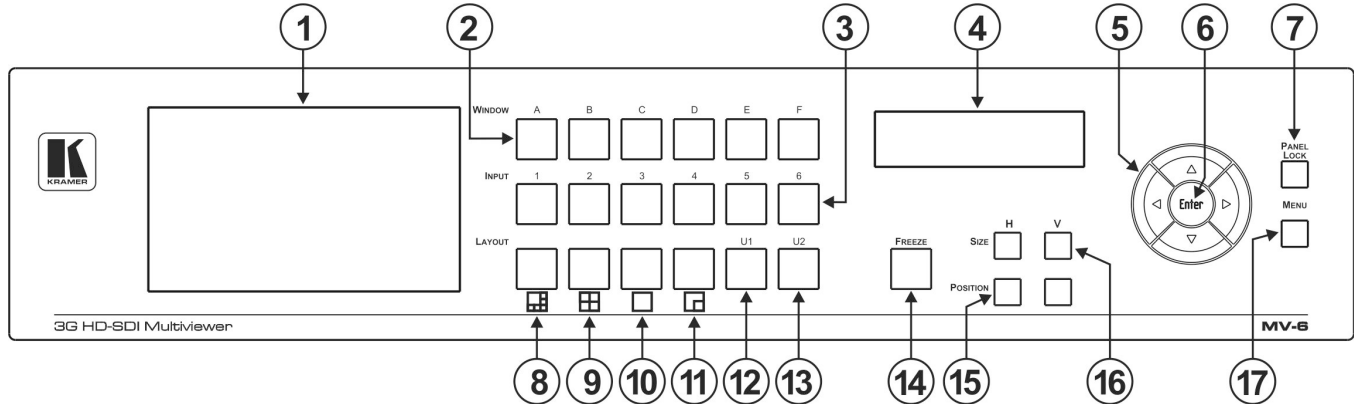 1 2 3 4 5 6 7
WINDOW A B C D E F
PANEL LOCK
K
KRAMER
INPUT 1 2 3 4 5 6
Enter
MENU
LAYOUT U1 U2
FREEZE
SIZE H V
POSITION
3G HD-SDI Multiviewer
MV-6
8 9 10 11 12 13 14 15 16 17